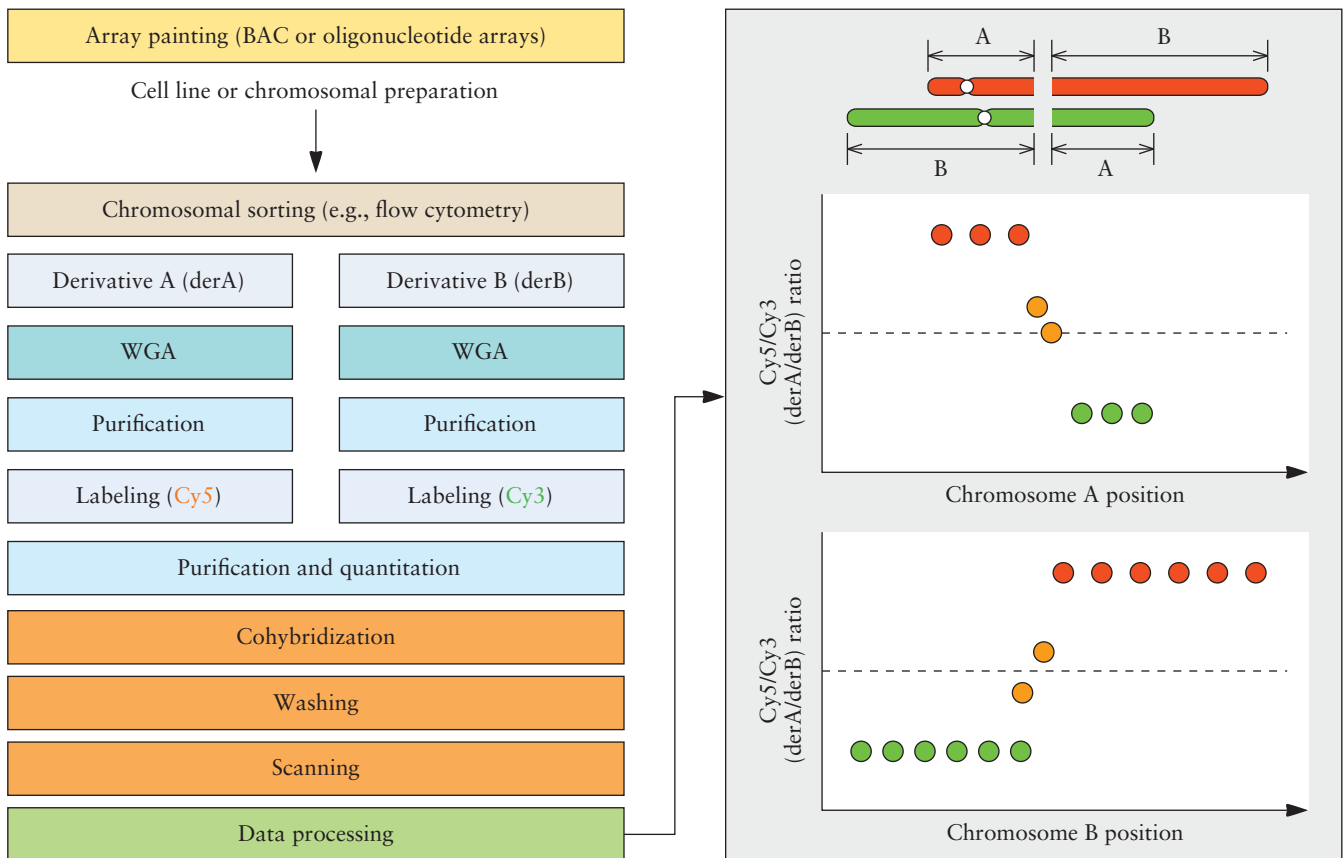 Array painting (BAC or oligonucleotide arrays)
Cell line or chromosomal preparation
Chromosomal sorting (e.g., flow cytometry)
Derivative A (derA)
Derivative B (derB)
WGA
WGA
Purification
Purification
Labeling (Cy5)
Labeling (Cy3)
Purification and quantitation
Cohybridization
Washing
Scanning
Data processing
A
B
B
A
Cy5/Cy3
(derA/derB) ratio
Chromosome A position
Cy5/Cy3
(derA/derB) ratio
Chromosome B position